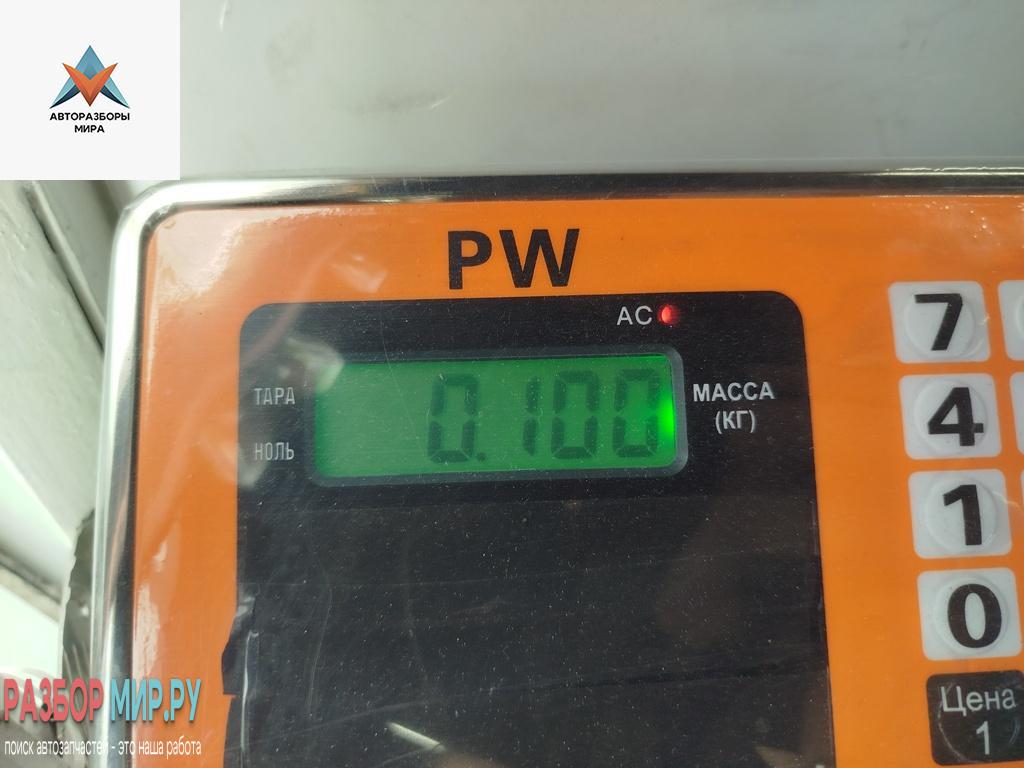 АВТОРАЗБОРЫ
МИРА
PW
AC
ТАРА
НОЛЬ
0.100
МАССА
(КГ)
7
4
1
0
Цена
1
РАЗБОР МИР.РУ
поиск автозапчастей - это наша работа